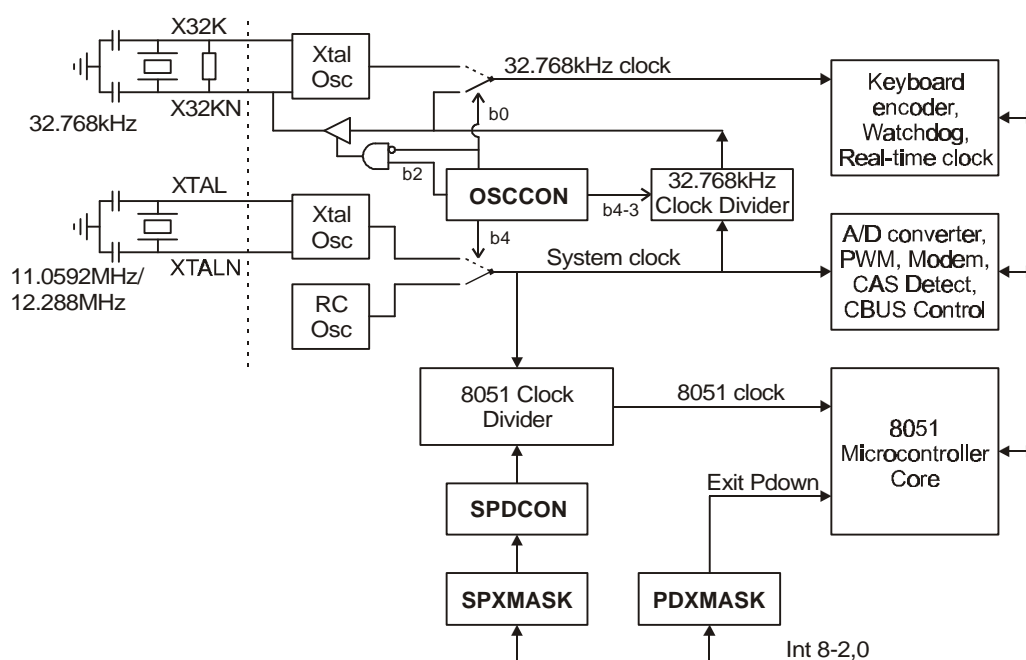 X32K
Xtal
Osc
X32KN
32.768kHz
32.768kHz clock
b0
Keyboard
encoder,
Watchdog,
Real-time clock
b2
OSCCON
b4-3
32.768kHz
Clock Divider
b4
XTAL
Xtal
Osc
XTALN
11.0592MHz/
12.288MHz
RC
Osc
System clock
A/D converter,
PWM, Modem,
CAS Detect,
CBUS Control
8051 Clock
Divider
8051 clock
8051
Microcontroller
Core
Exit Pdown
SPDCON
SPXMASK
PDXMASK
Int 8-2,0